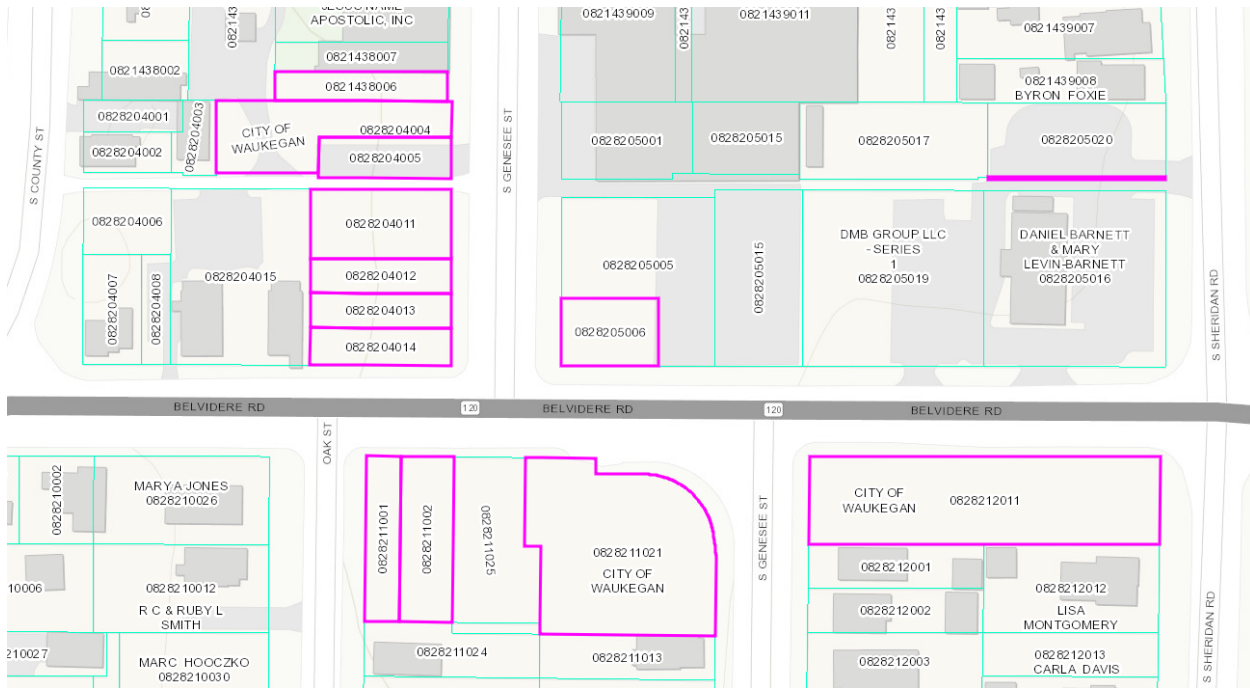 JESUS NAME
APOSTOLIC, INC
0821439009
0821439011
0821439007
0821438007
0821438002
0821438006
0821439008
BYRON FOXIE
0828204001
0828204003
CITY OF
WAUKEGAN
0828204004
0828204002
0828204005
0828205001
0828205015
0828205017
0828205020
S COUNTY ST
S GENESEE ST
0828204006
0828204011
0828204015
0828204012
0828204007
0828204008
0828204013
0828204014
0828205005
0828205006
0828205015
DMB GROUP LLC
- SERIES
1
0828205019
DANIEL BARNETT
& MARY
LEVIN-BARNETT
0828205016
S SHERIDAN RD
BELVIDERE RD
120
BELVIDERE RD
120
BELVIDERE RD
OAK ST
0828210002
MARY A JONES
0828210026
0828211001
0828211002
0828211025
0828211021
CITY OF
WAUKEGAN
S GENESEE ST
CITY OF
WAUKEGAN
0828212011
10006
0828210012
R C & RUBY L
SMITH
0828212001
0828212012
LISA
MONTGOMERY
0828212002
S SHERIDAN RD
210027
MARC HOOCZKO
0828210030
0828211024
0828211013
0828212003
0828212013
CARLA DAVIS